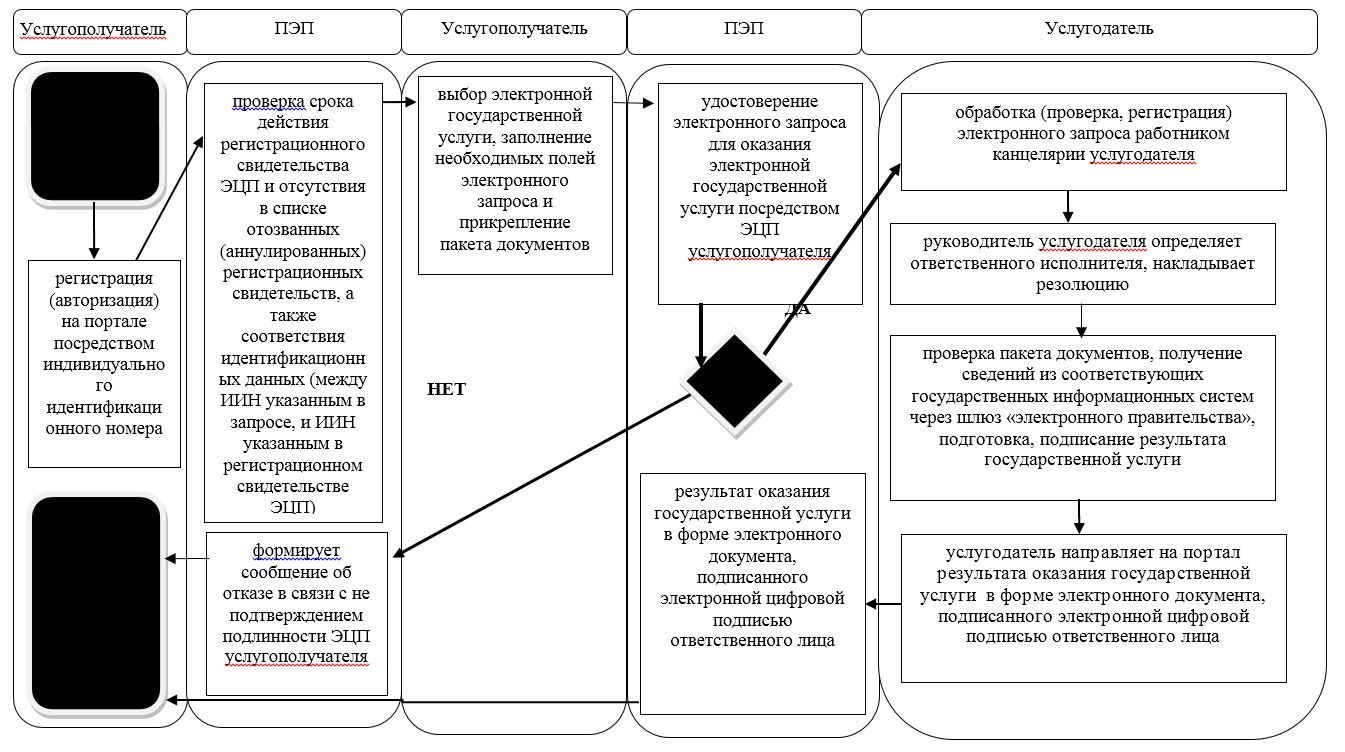 Услугополучатель
ПЭП
Услугополучатель
ПЭП
Услугодатель
регистрация
(авторизация)
на портале
посредством
индивидуально
го
идентификаци
онного номера
проверка срока
действия
регистрационного
свидетельства
ЭЦП и отсутствия
в списке
отозванных
(аннулированных)
регистрационных
свидетельств, а
также
соответствия
идентификационн
ых данных (между
ИИН указанным в
запросе, и ИИН
указанным в
регистрационном
свидетельстве
ЭЦП)
формирует
сообщение об
отказе в связи с не
подтверждением
подлинности ЭЦП
услугополучателя
выбор электронной
государственной
услуги, заполнение
необходимых полей
электронного
запроса и
прикрепление
пакета документов
НЕТ
удостоверение
электронного запроса
для оказания
электронной
государственной
услуги посредством
ЭЦП
услугополучателя
ДА
результат оказания
государственной услуги
в форме электронного
документа,
подписанного
электронной цифровой
подписью
ответственного лица
обработка (проверка, регистрация)
электронного запроса работником
канцелярии услугодателя
руководитель услугодателя определяет
ответственного исполнителя, накладывает
резолюцию
проверка пакета документов, получение
сведений из соответствующих
государственных информационных систем
через шлюз «электронного правительства»,
подготовка, подписание результата
государственной услуги
услугодатель направляет на портал
результата оказания государственной
услуги в форме электронного документа,
подписанного электронной цифровой
подписью ответственного лица